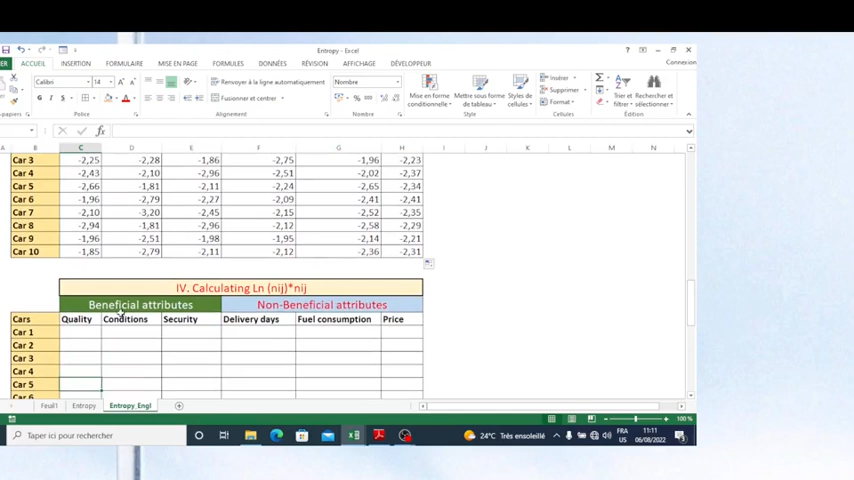 Entropy - Excel
ACCUEIL INSERTION FORMULAIRE MISE EN PAGE FORMULES DONNÉES RÉVISION AFFICHAGE DÉVELOPPEUR Connexion
Calibri 14 Renvoyer à la ligne automatiquement Nombre Mise en forme conditionnelle Mettre sous forme de tableau Styles de cellules Insérer Supprimer Format Trier et filtrer Rechercher et sélectionner
G I S Fusionner et centrer
Police Alignement Nombre Style Cellules Édition
B C D E F G H I J K L M N
Car 3 -2,25 -2,28 -1,86 -2,75 -1,96 -2,23
Car 4 -2,43 -2,10 -2,96 -2,51 -2,02 -2,37
Car 5 -2,66 -1,81 -2,11 -2,24 -2,65 -2,34
Car 6 -1,96 -2,79 -2,27 -2,09 -2,41 -2,41
Car 7 -2,10 -3,20 -2,45 -2,15 -2,52 -2,35
Car 8 -2,94 -1,81 -2,96 -2,12 -2,58 -2,29
Car 9 -1,96 -2,51 -1,98 -1,95 -2,14 -2,21
Car 10 -1,85 -2,79 -2,11 -2,12 -2,36 -2,31
IV. Calculating Ln (nij)*nij
Beneficial attributes Non-Beneficial attributes
Cars Quality Conditions Security Delivery days Fuel consumption Price
Car 1
Car 2
Car 3
Car 4
Car 5
Car 6
Feuil1 Entropy Entropy_Engl
100 %
Taper ici pour rechercher 24°C Très ensoleillé FRA US 11:11 06/08/2022